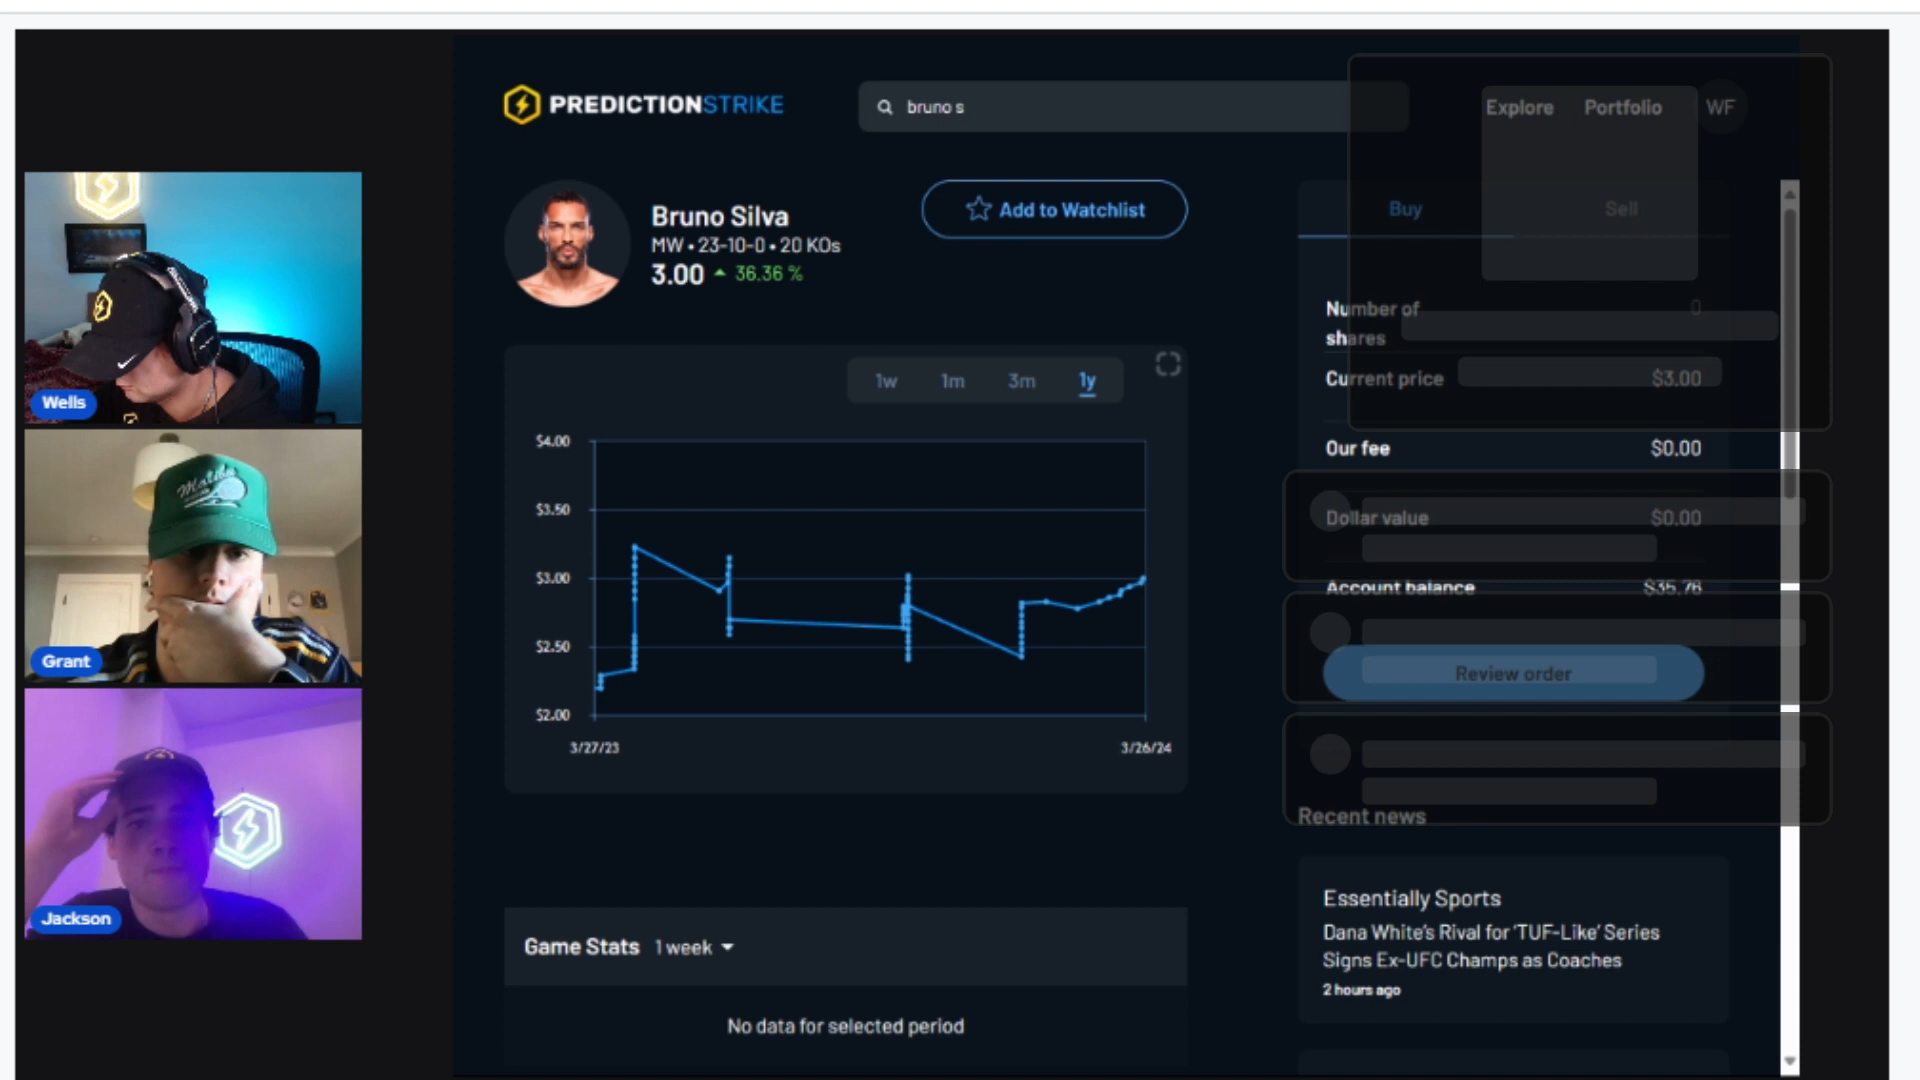 PREDICTIONSTRIKE
bruno s
Explore
Portfolio
WF
Bruno Silva
MW • 23-10-0 • 20 KOs
3.00 36.36 %
Add to Watchlist
Buy
Sell
Number of
shares
0
Current price
$3.00
Our fee
$0.00
Dollar value
$0.00
Account balance
$35.76
Review order
1w
1m
3m
1y
$4.00
$3.50
$3.00
$2.50
$2.00
3/27/23
3/26/24
Game Stats
1 week
No data for selected period
Recent news
Essentially Sports
Dana White's Rival for 'TUF-Like' Series
Signs Ex-UFC Champs as Coaches
2 hours ago
Wells
Malibu
Grant
Jackson